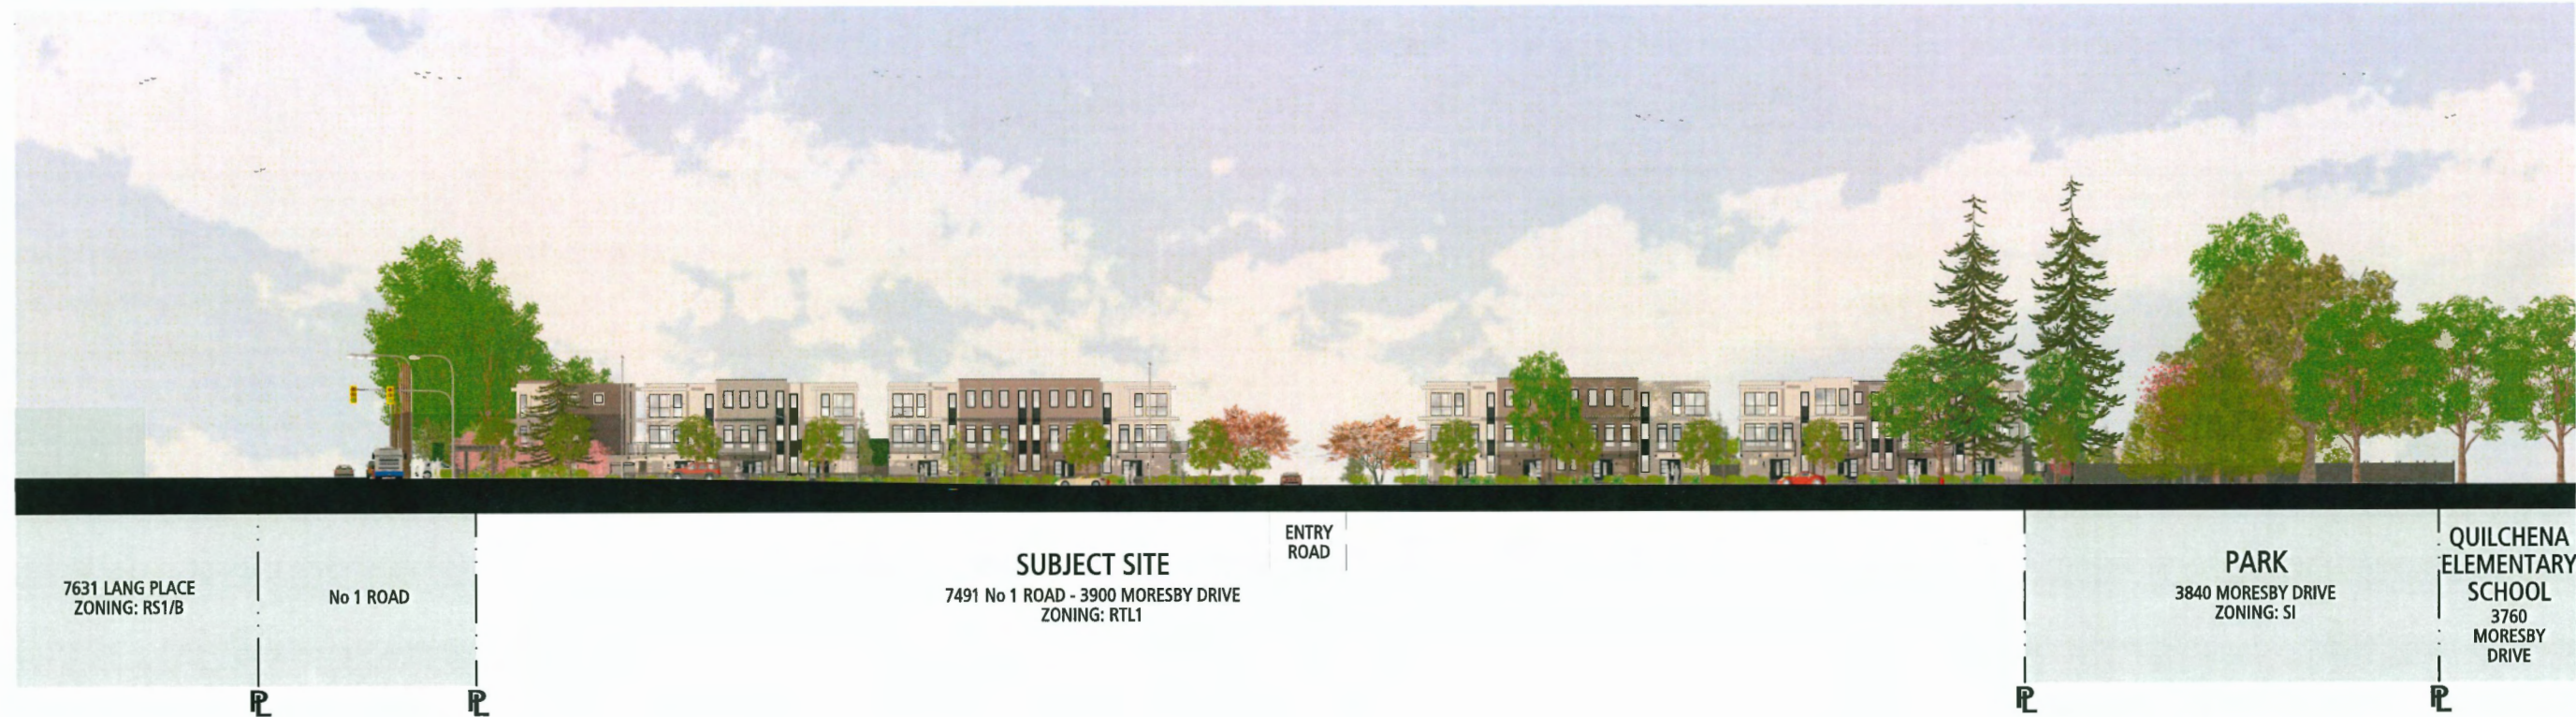 7631 LANG PLACE
ZONING: RS1/B
No 1 ROAD
SUBJECT SITE
7491 No 1 ROAD - 3900 MORESBY DRIVE
ZONING: RTL1
ENTRY
ROAD
PARK
3840 MORESBY DRIVE
ZONING: SI
QUILCHENA
ELEMENTARY
SCHOOL
3760
MORESBY
DRIVE
PL
PL
PL
PL